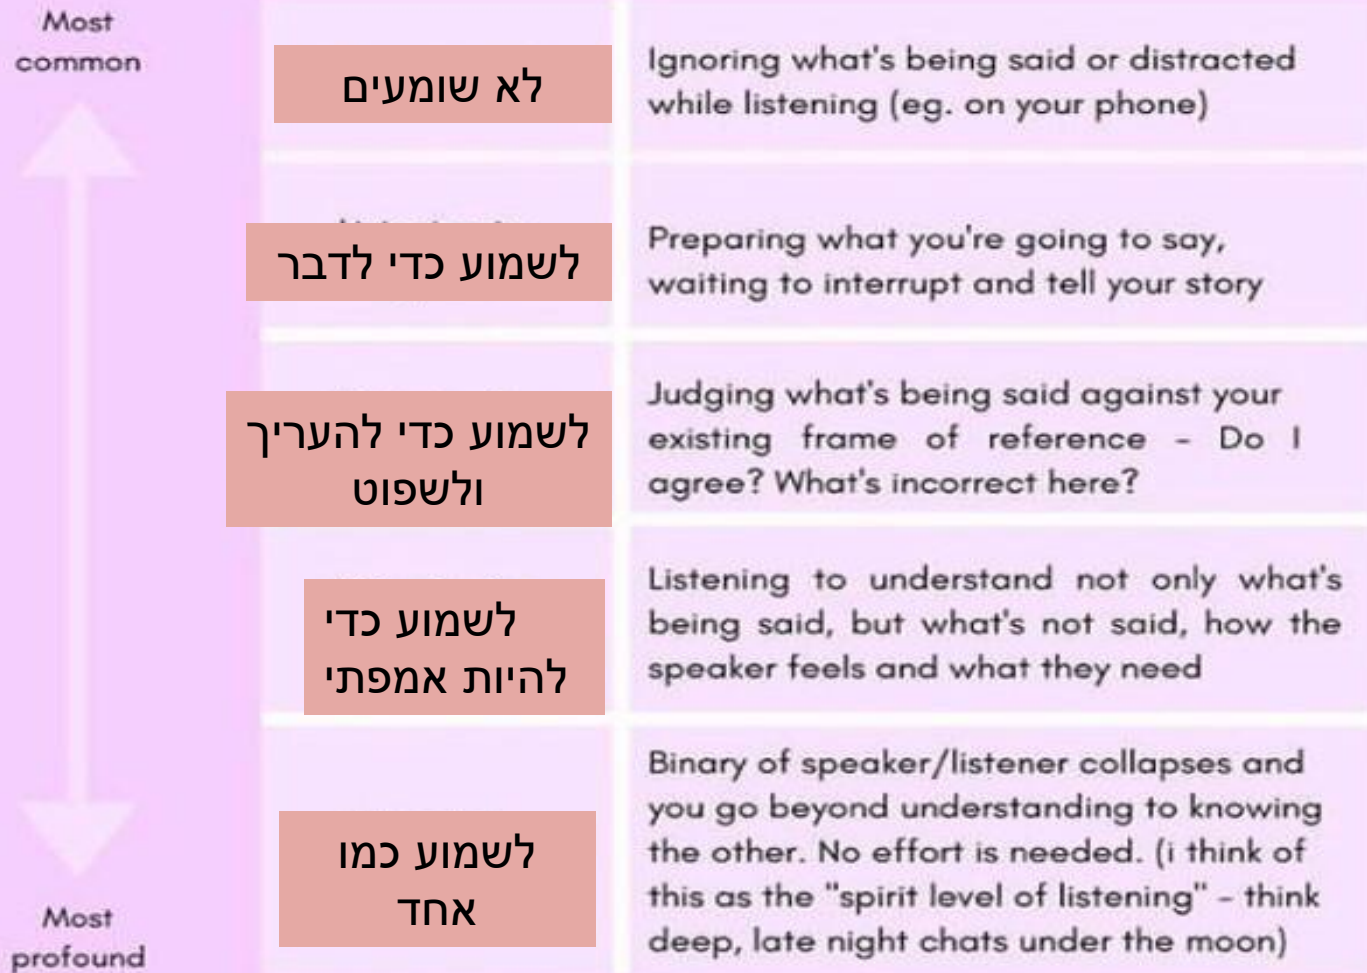 Most
common
לא שומעים
Ignoring what's being said or distracted
while listening (eg. on your phone)
לשמוע כדי לדבר
Preparing what you're going to say,
waiting to interrupt and tell your story
לשמוע כדי להעריך
ולשפוט
Judging what's being said against your
existing frame of reference - Do I
agree? What's incorrect here?
לשמוע כדי
להיות אמפתי
Listening to understand not only what's
being said, but what's not said, how the
speaker feels and what they need
לשמוע כמו
אחד
Binary of speaker/listener collapses and
you go beyond understanding to knowing
the other. No effort is needed. (i think of
this as the "spirit level of listening" - think
deep, late night chats under the moon)
Most
profound